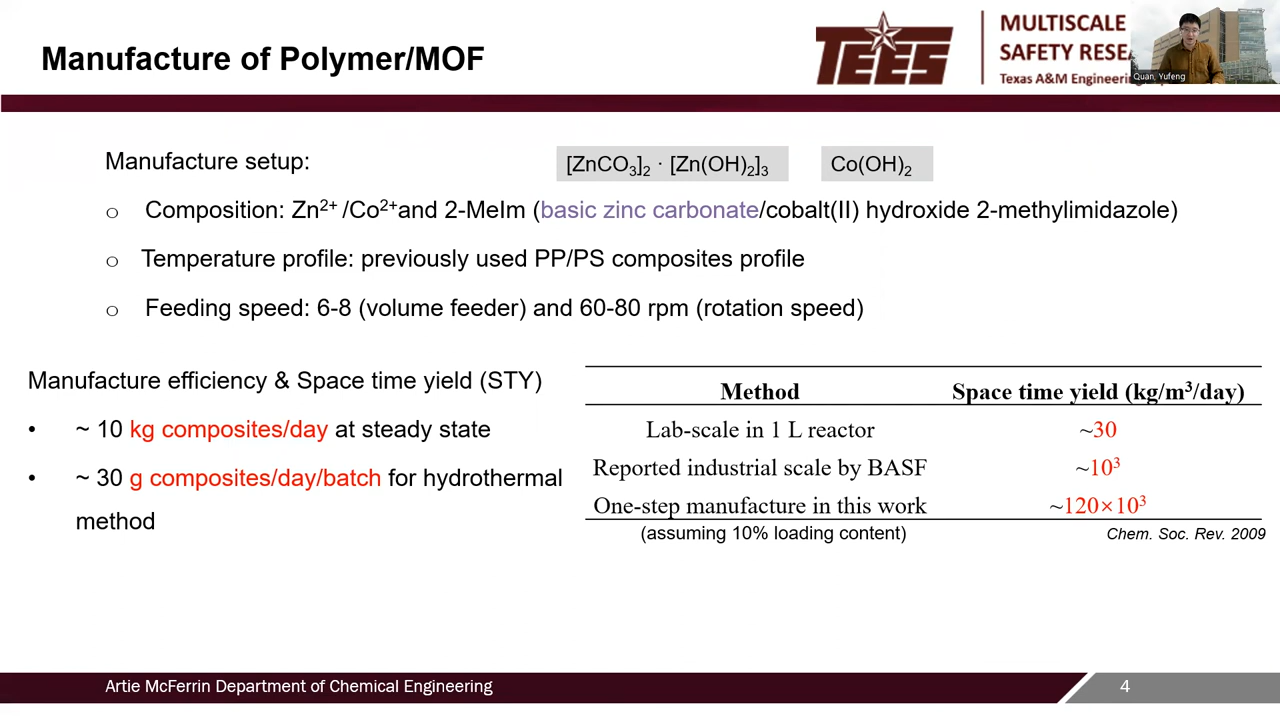 Manufacture of Polymer/MOF
TEES
MULTISCALE
SAFETY RESE
Texas A&M Engineering
Quan, Yufeng
Manufacture setup:
[ZnCO₃]₂ · [Zn(OH)₂]₃
Co(OH)₂
o Composition: Zn²⁺ /Co²⁺and 2-MeIm (basic zinc carbonate/cobalt(II) hydroxide 2-methylimidazole)
o Temperature profile: previously used PP/PS composites profile
o Feeding speed: 6-8 (volume feeder) and 60-80 rpm (rotation speed)
Manufacture efficiency & Space time yield (STY)
• ~ 10 kg composites/day at steady state
• ~ 30 g composites/day/batch for hydrothermal
method
Method Space time yield (kg/m³/day)
Lab-scale in 1 L reactor ~30
Reported industrial scale by BASF ~10³
One-step manufacture in this work ~120×10³
(assuming 10% loading content)
Chem. Soc. Rev. 2009
Artie McFerrin Department of Chemical Engineering
4